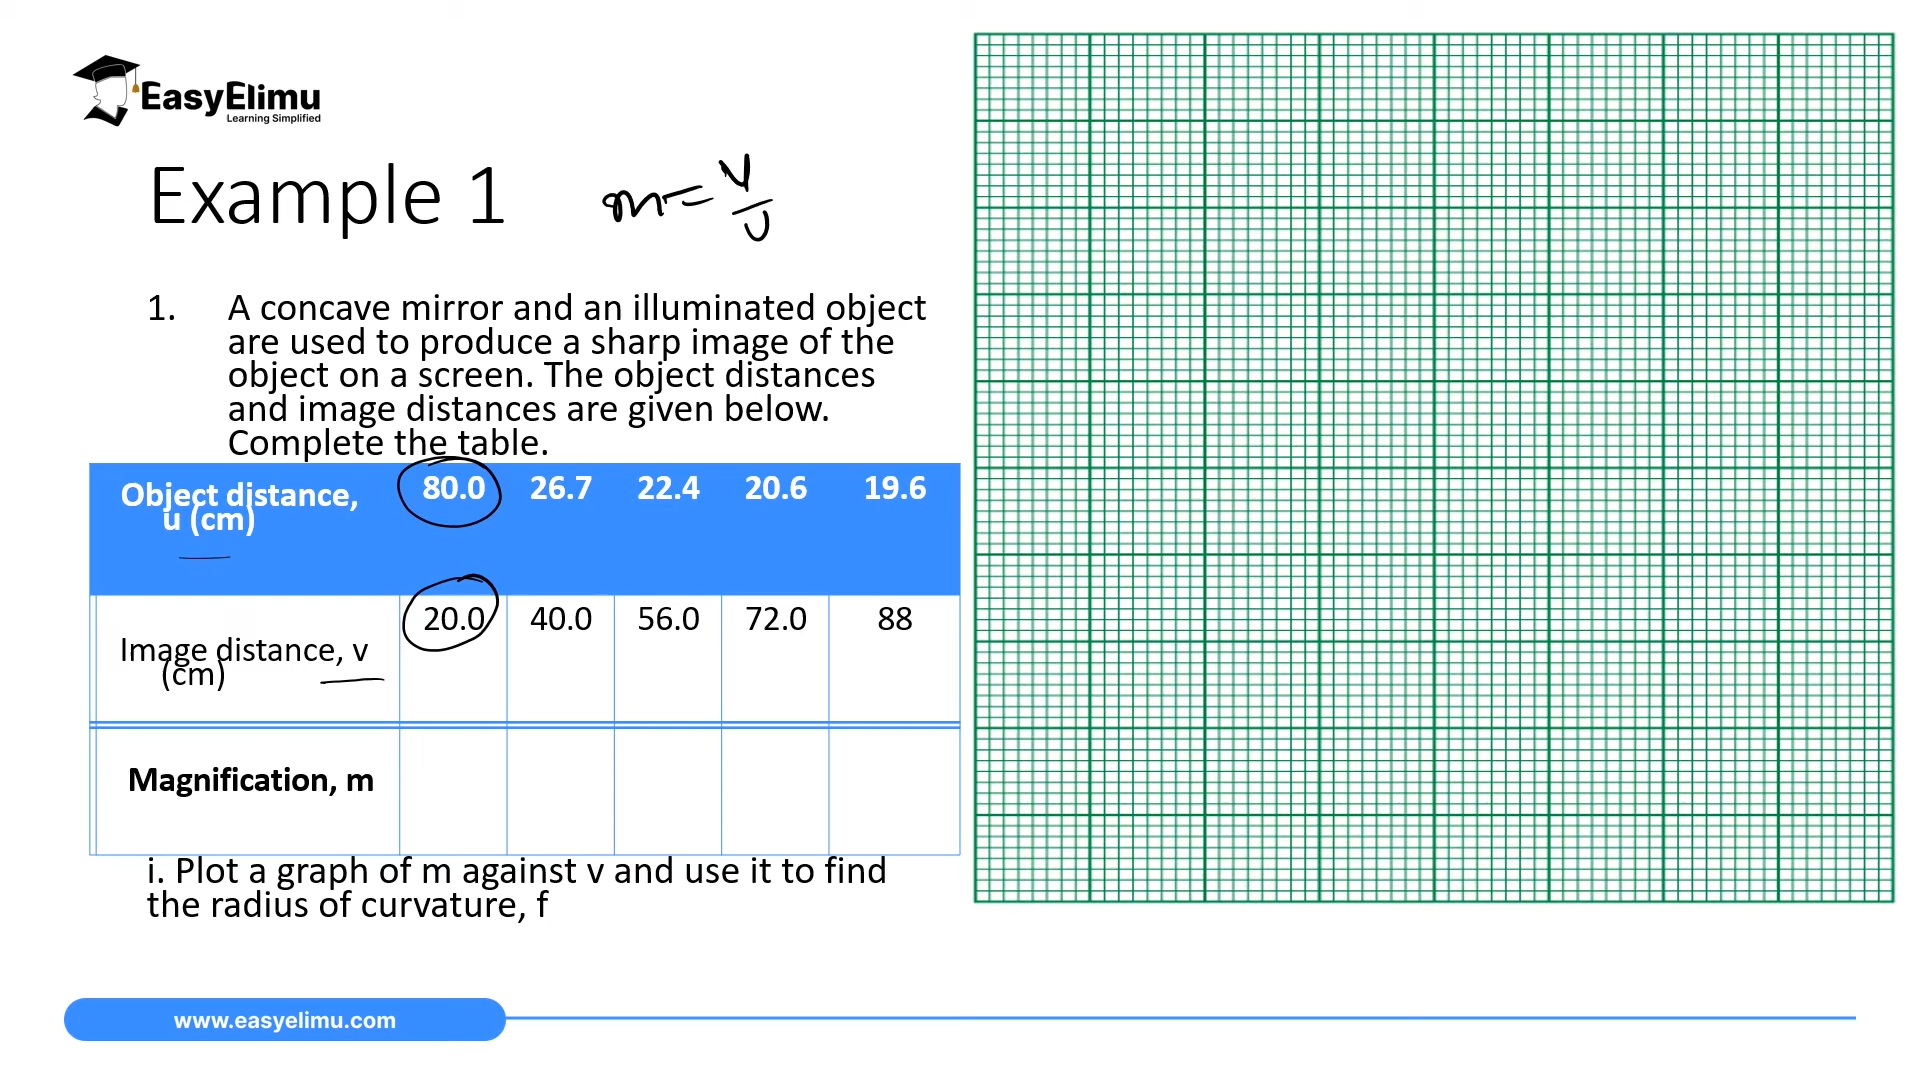 EasyElimu
Learning Simplified
Example 1
m = v/u
1. A concave mirror and an illuminated object
are used to produce a sharp image of the
object on a screen. The object distances
and image distances are given below.
Complete the table.
Object distance, u (cm) 80.0 26.7 22.4 20.6 19.6
Image distance, v (cm) 20.0 40.0 56.0 72.0 88
Magnification, m
i. Plot a graph of m against v and use it to find
the radius of curvature, f
www.easyelimu.com